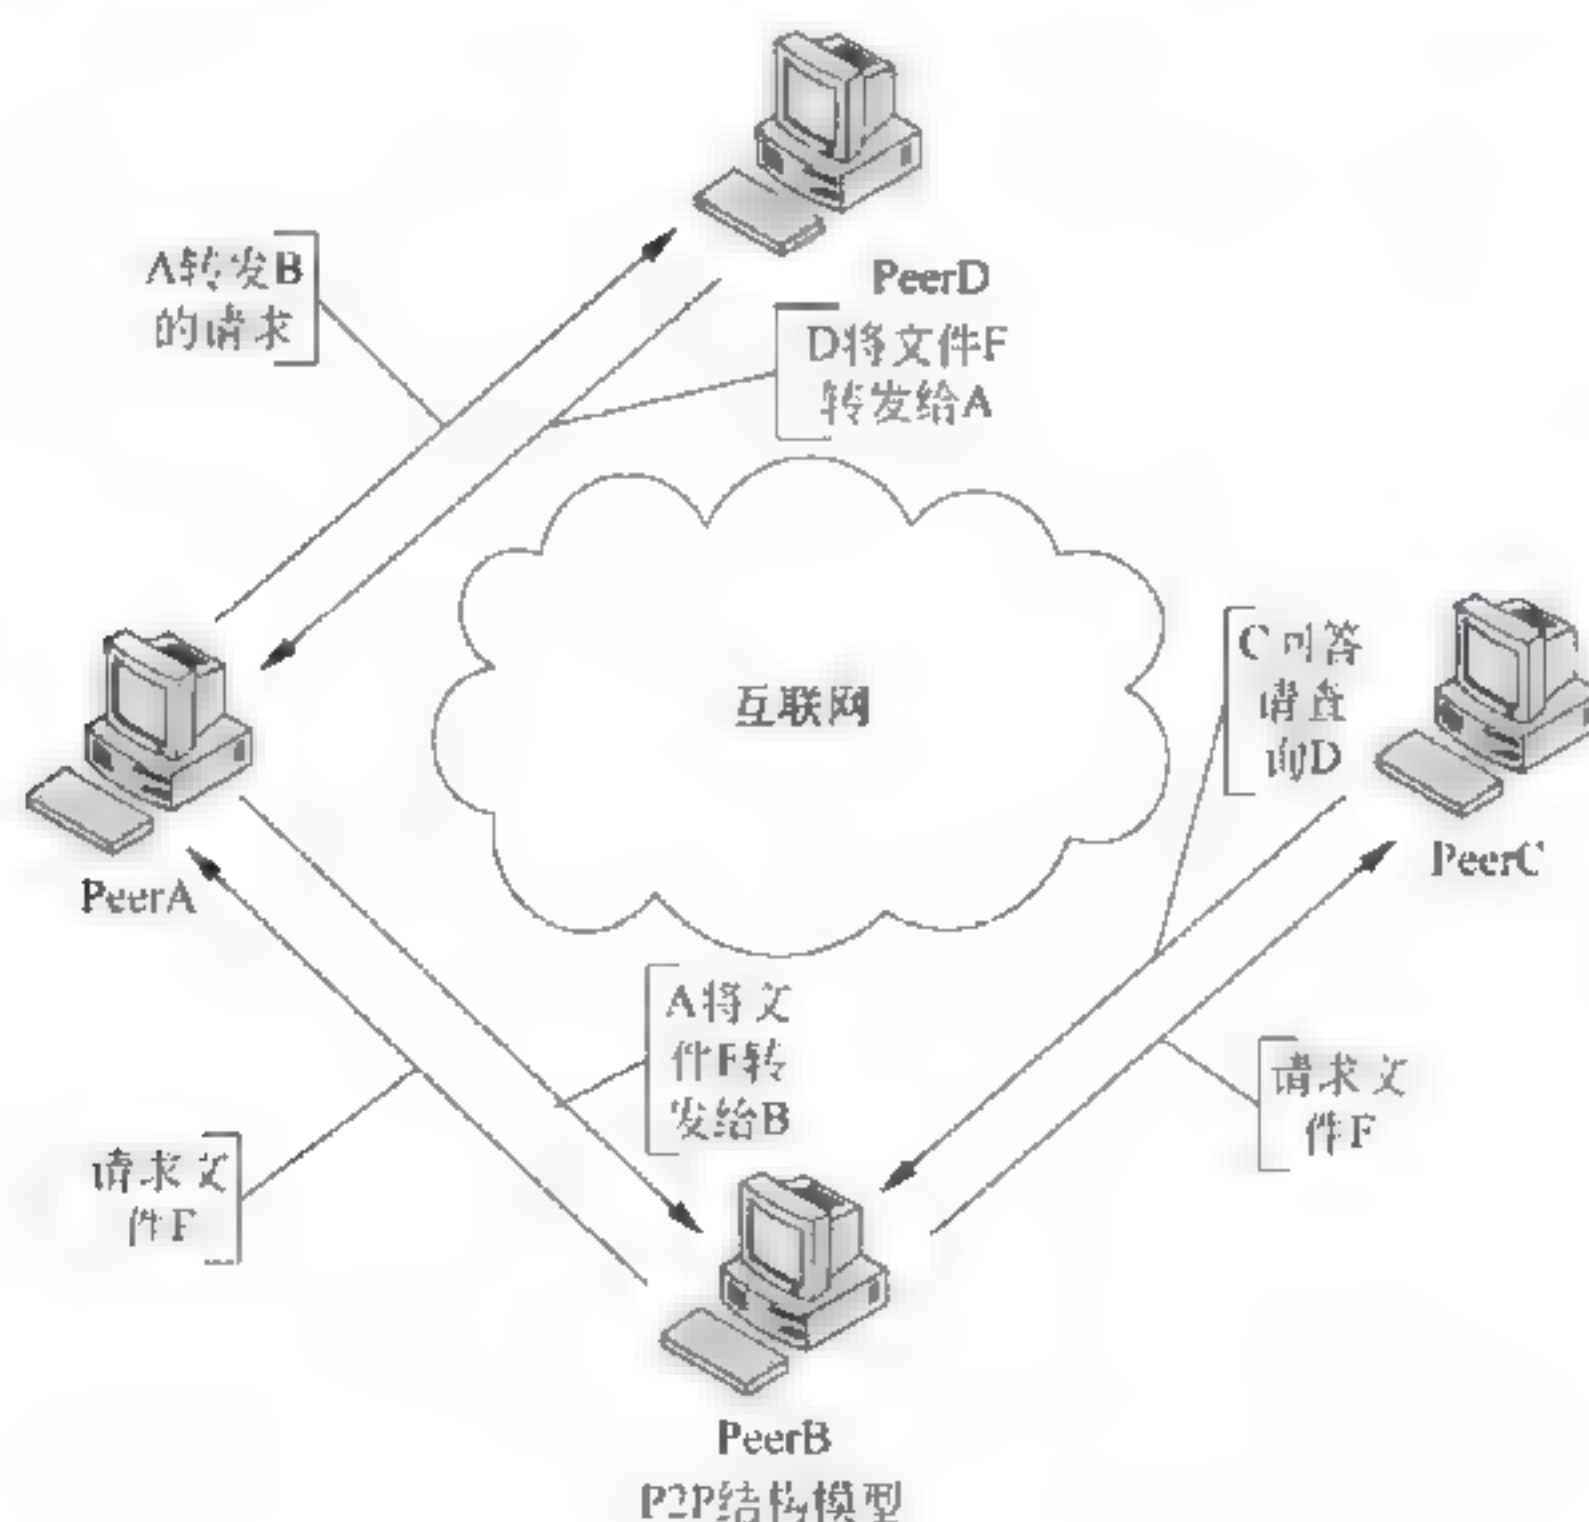 PeerD
A转发B
的请求
D将文件F
转发给A
互联网
C回答
请查
询D
PeerC
PeerA
A将文
件F转
发给B
请求文
件F
请求文
件F
PeerB
P2P结构模型